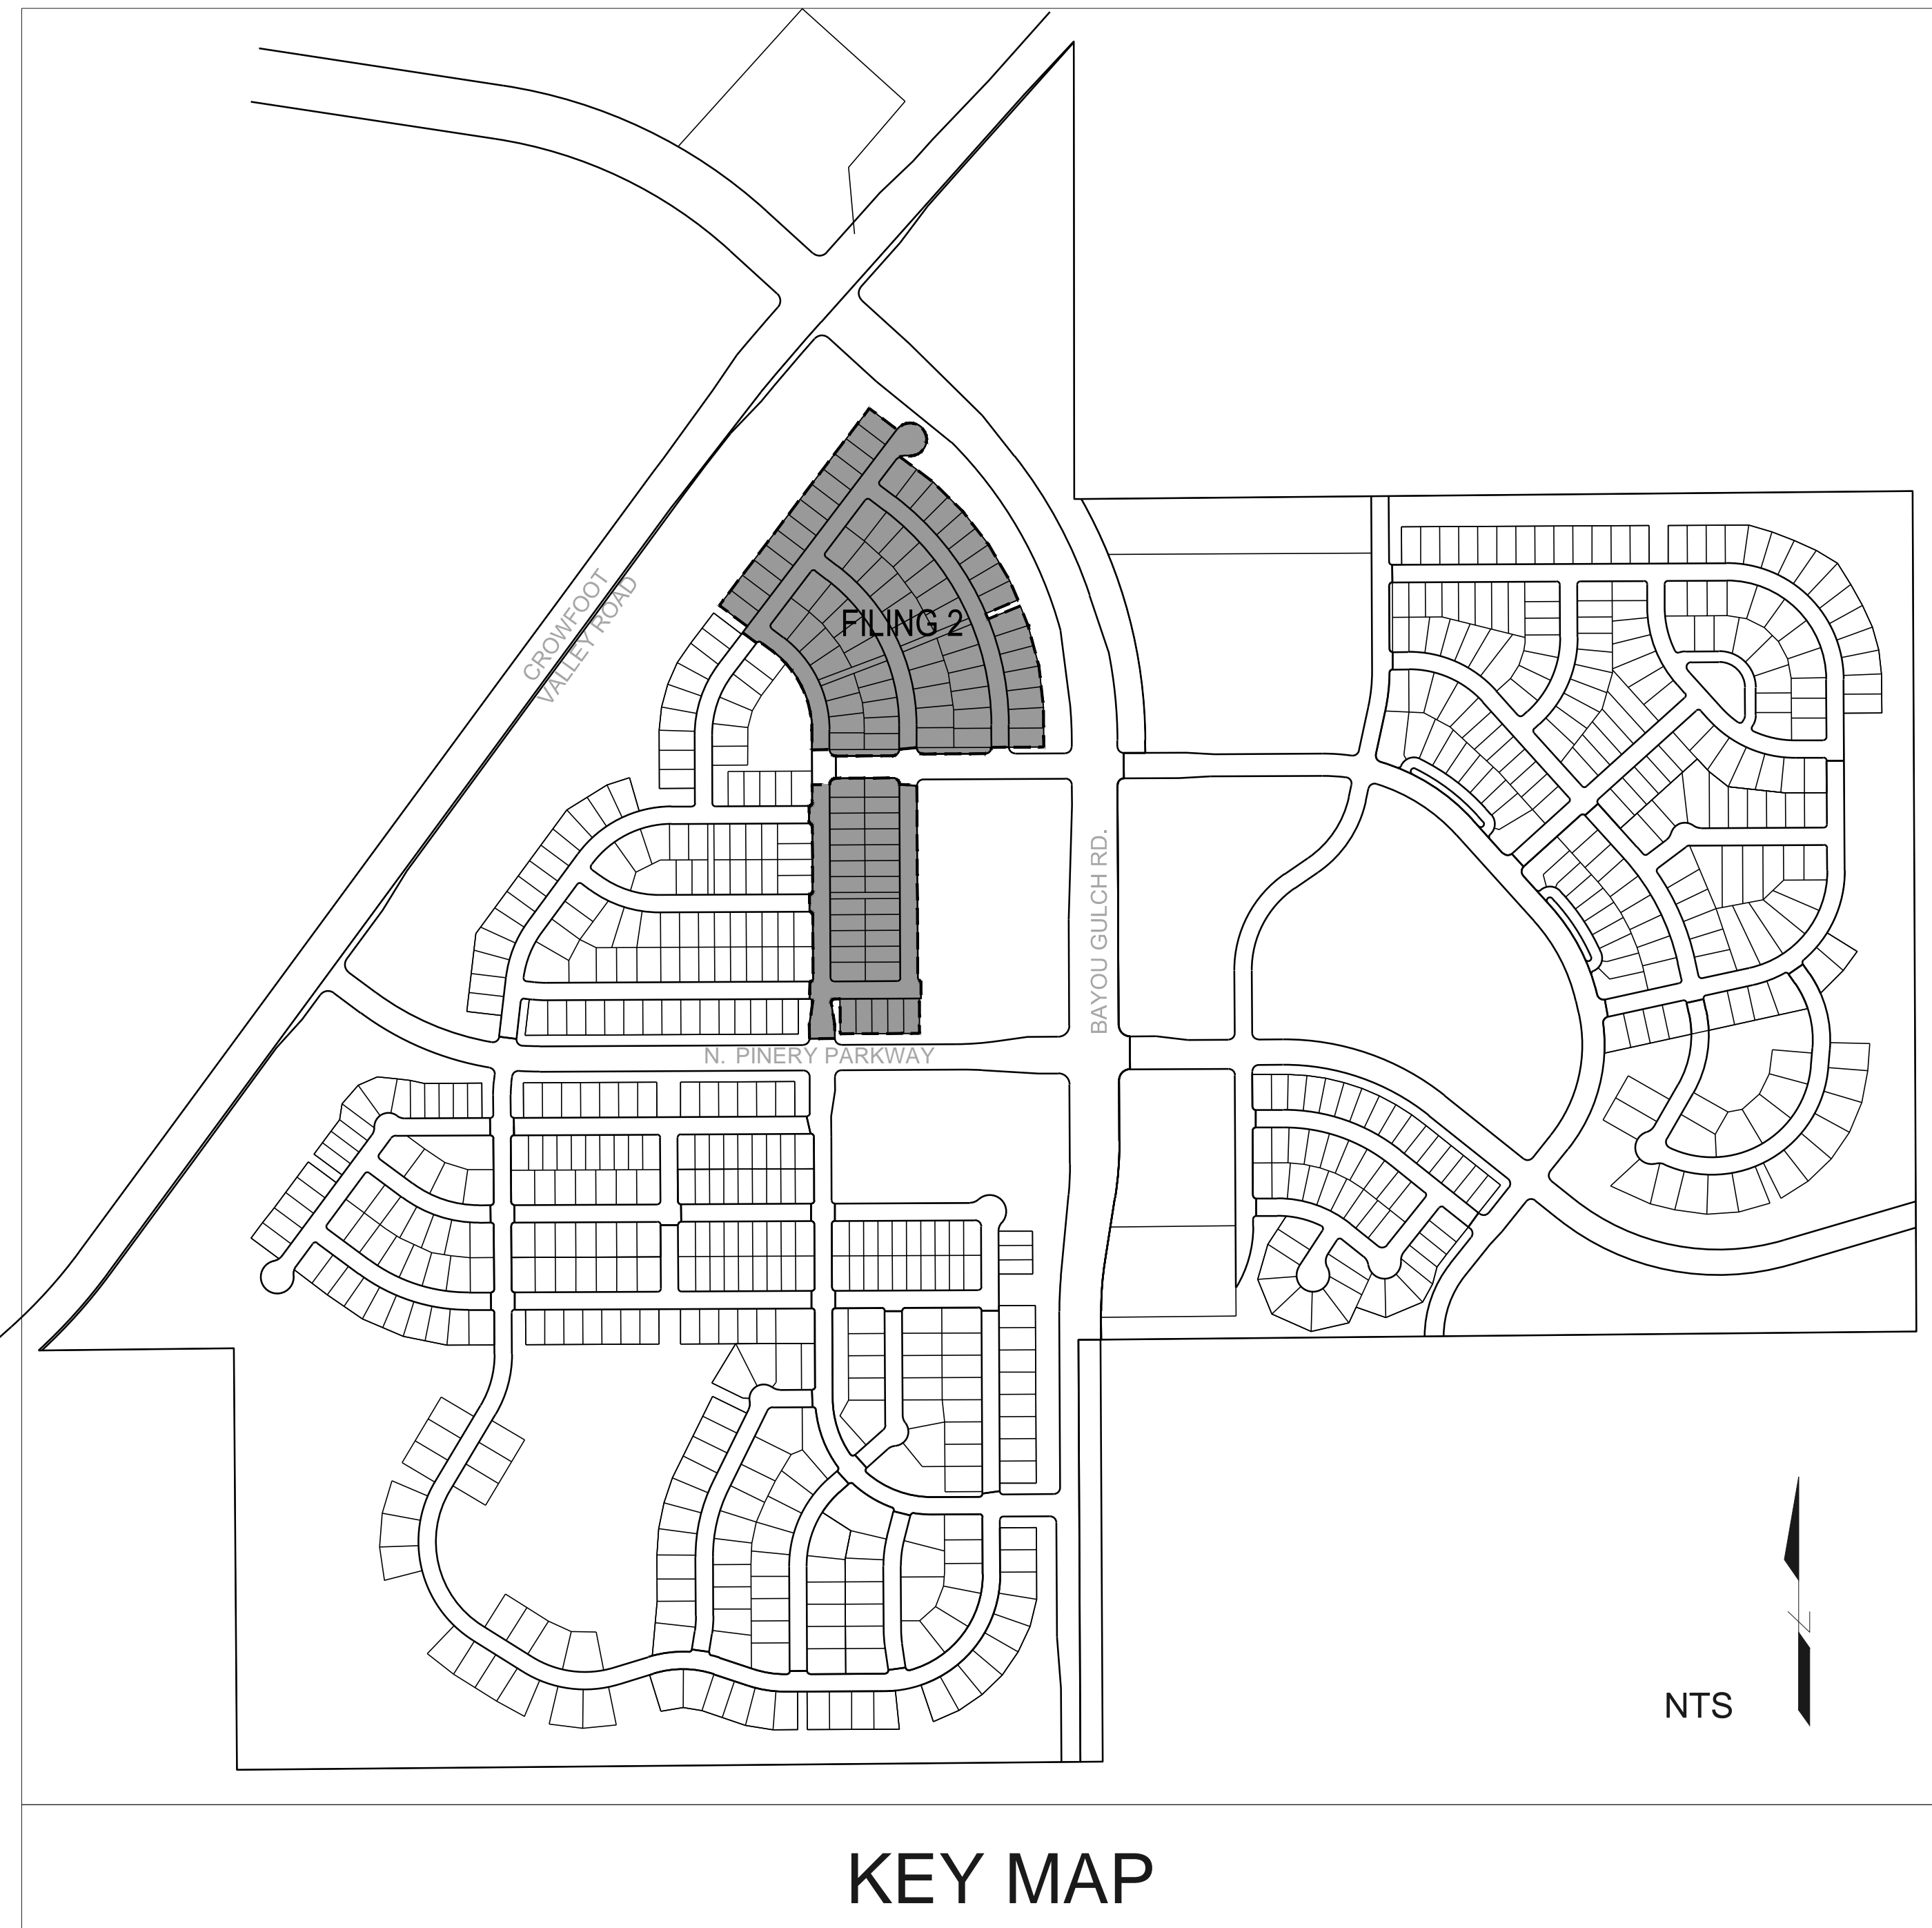 FILING 2
CROWFOOT
VALLEY ROAD
BAYOU GULCH RD.
N. PINERY PARKWAY
N
NTS
KEY MAP